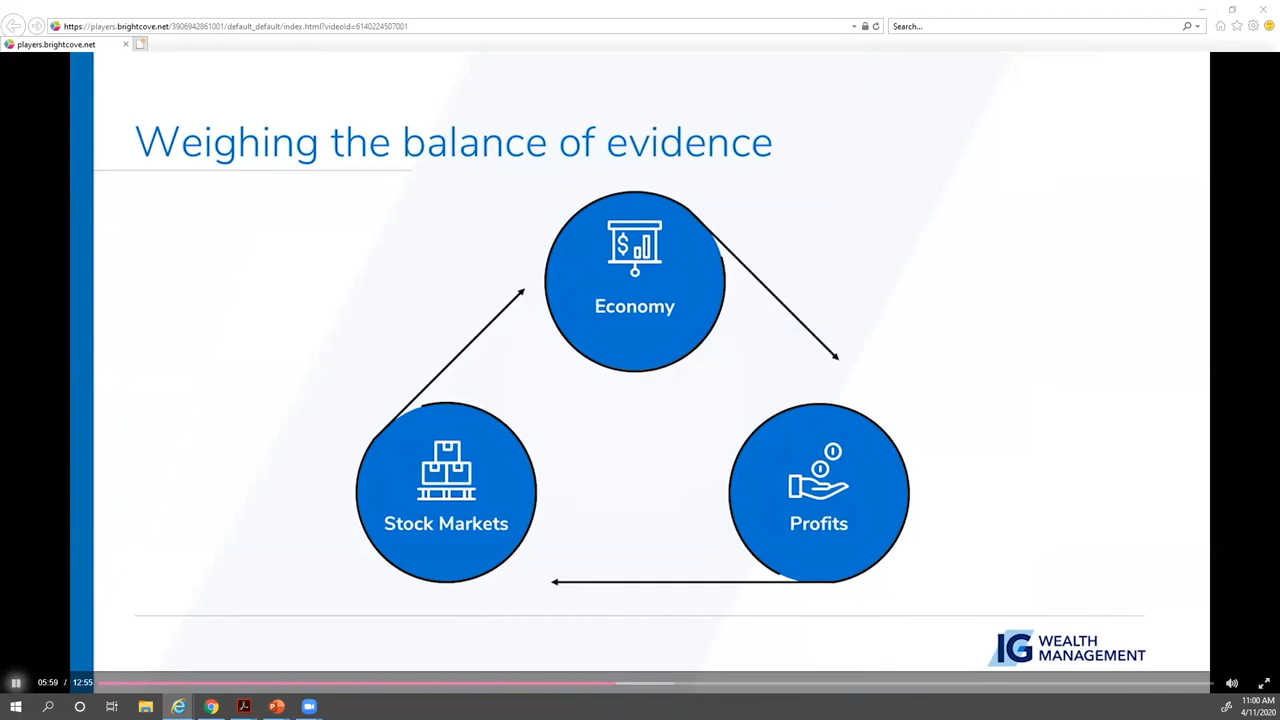 https://players.brightcove.net/3906942861001/default_default/index.html?videoId=6140224507001
Search...
players.brightcove.net
Weighing the balance of evidence
$
Economy
Stock Markets
Profits
IG WEALTH
MANAGEMENT
05:59 / 12:55
11:00 AM
4/11/2020